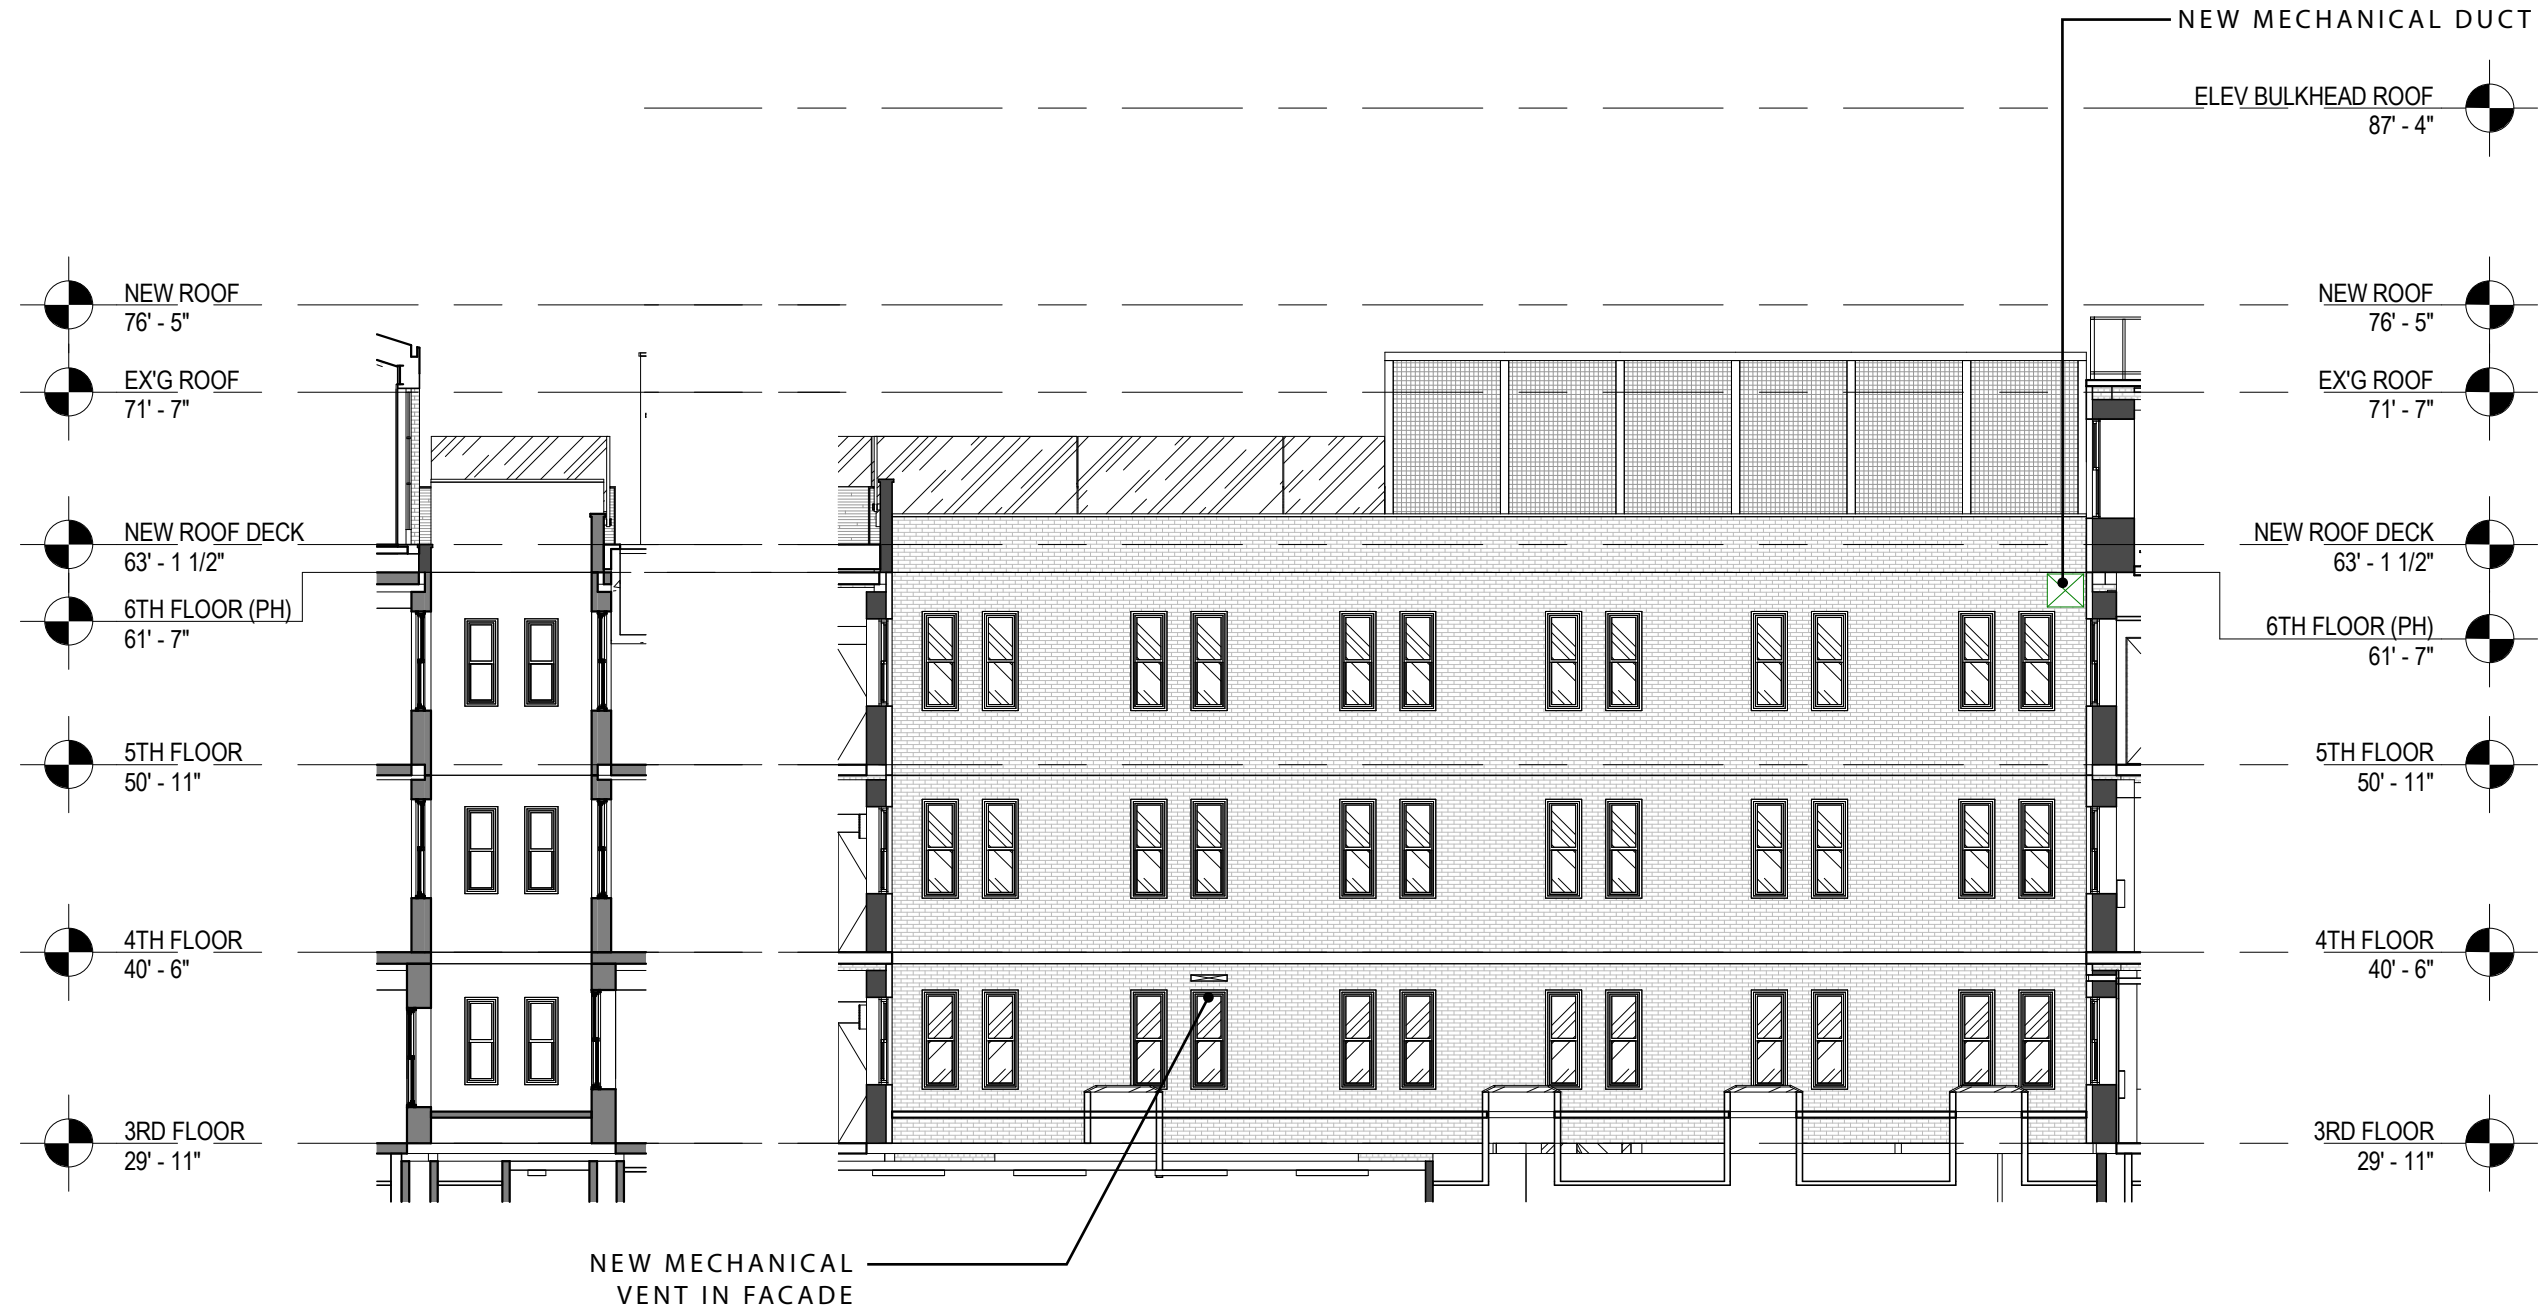 NEW MECHANICAL DUCT
ELEV BULKHEAD ROOF
87' - 4"
NEW ROOF
76' - 5"
NEW ROOF
76' - 5"
EX'G ROOF
71' - 7"
EX'G ROOF
71' - 7"
NEW ROOF DECK
63' - 1 1/2"
NEW ROOF DECK
63' - 1 1/2"
6TH FLOOR (PH)
61' - 7"
6TH FLOOR (PH)
61' - 7"
5TH FLOOR
50' - 11"
5TH FLOOR
50' - 11"
4TH FLOOR
40' - 6"
4TH FLOOR
40' - 6"
3RD FLOOR
29' - 11"
3RD FLOOR
29' - 11"
NEW MECHANICAL
VENT IN FACADE